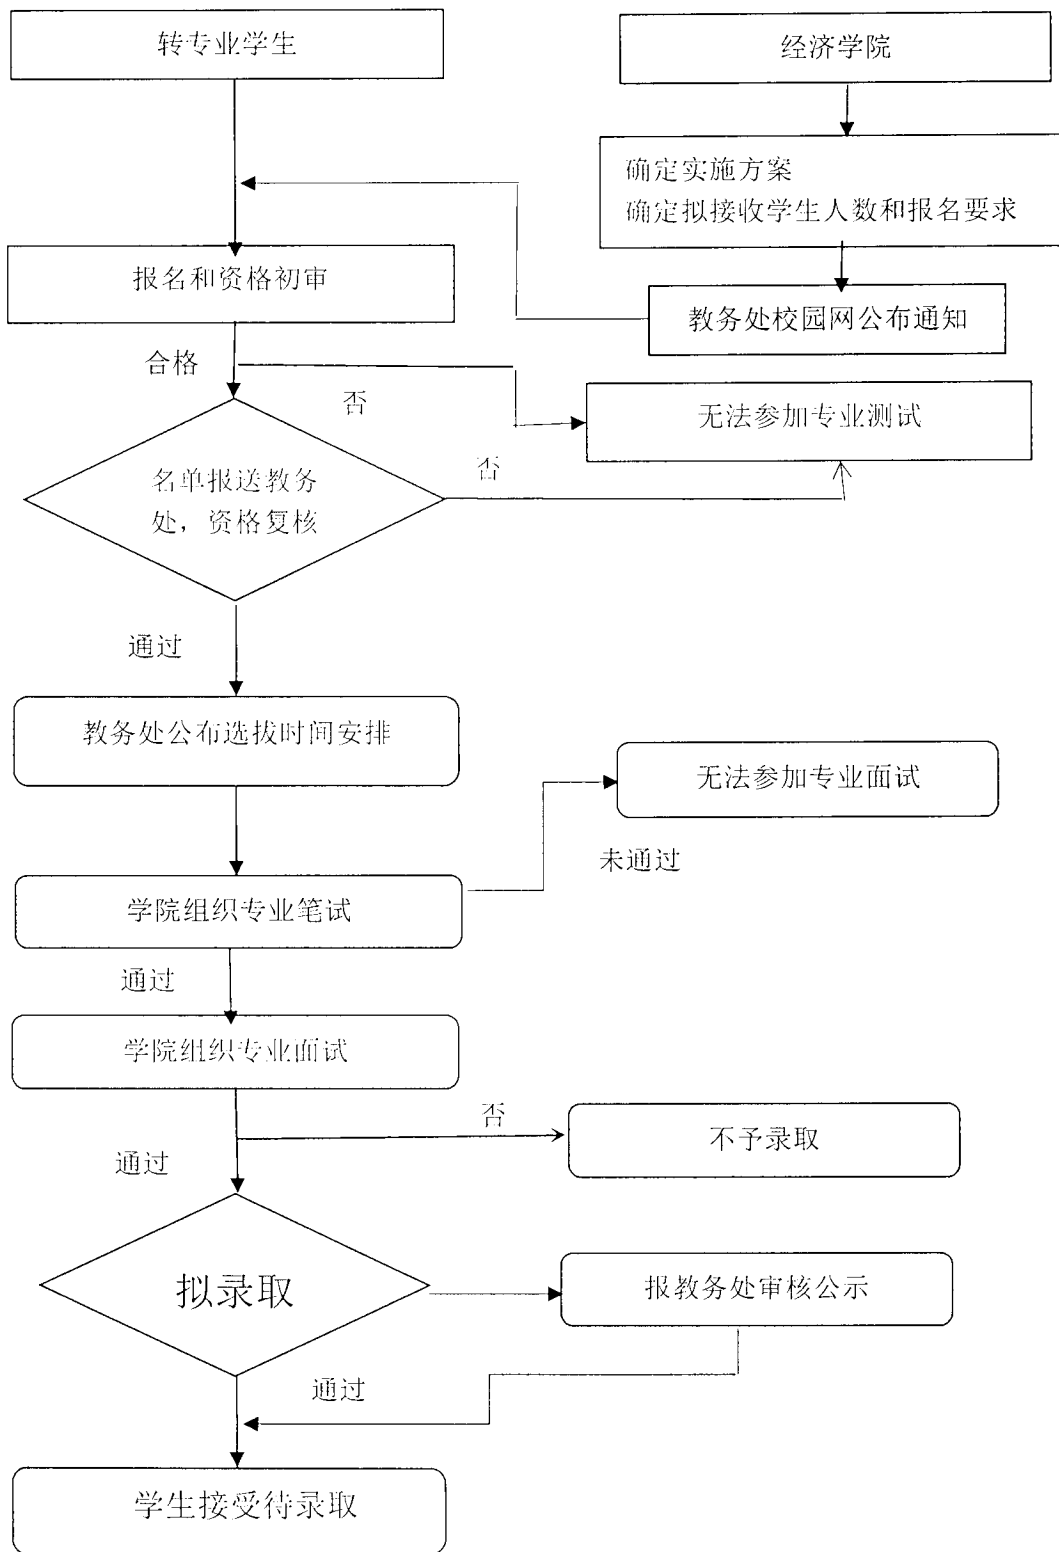 转专业学生
经济学院
确定实施方案
确定拟接收学生人数和报名要求
报名和资格初审
教务处校园网公布通知
合格
否
无法参加专业测试
名单报送教务
处，资格复核
否
通过
教务处公布选拔时间安排
无法参加专业面试
未通过
学院组织专业笔试
通过
学院组织专业面试
否
不予录取
通过
拟录取
报教务处审核公示
通过
学生接受待录取